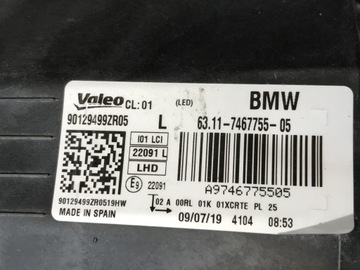 Valeo CL: 01 (LED) BMW
90129499ZR05 L 63.11-7467755-05
I01 LCI
22091 L
LHD
E9 22091
A9746775505
90129499ZR0519HW
MADE IN SPAIN
02 A 00RL 01K 01XCRTE PL 25
09/07/19 4104 08:53